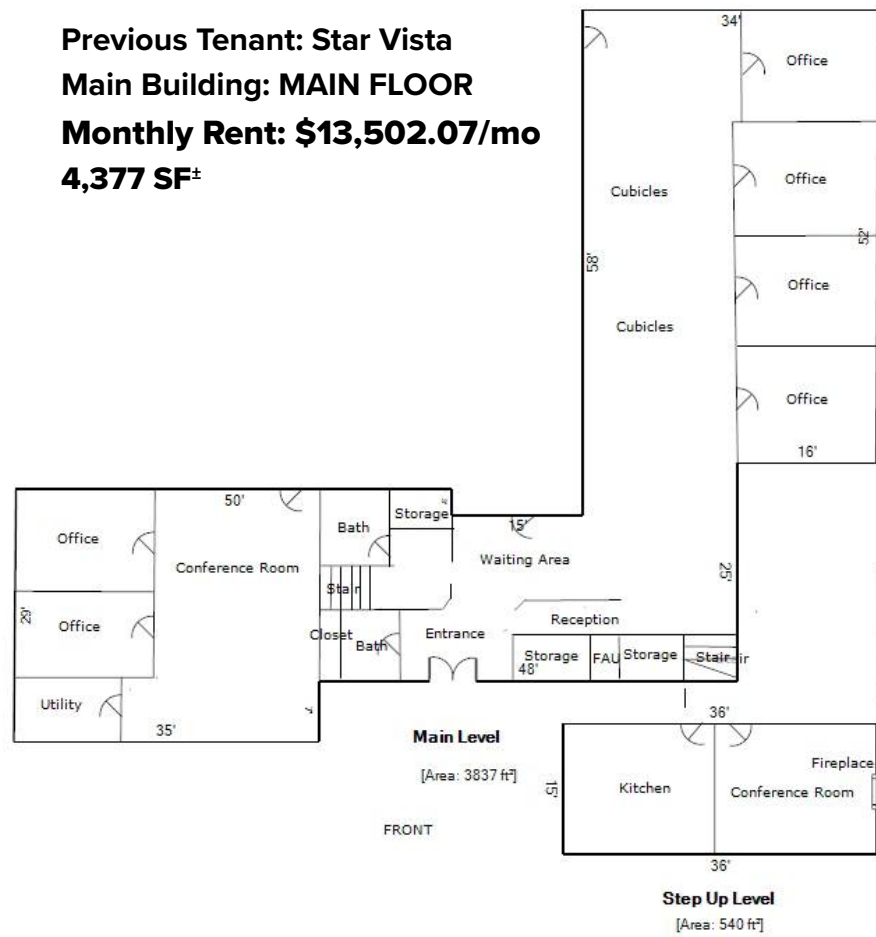 Previous Tenant: Star Vista
Main Building: MAIN FLOOR
Monthly Rent: $13,502.07/mo
4,377 SF±
34'
Office
Cubicles
Office
52'
58'
Office
Cubicles
Office
16'
50'
Storage
Bath
15'
Office
Waiting Area
Conference Room
25'
Stair
29'
Office
Reception
Closet
Bath
Entrance
Storage
FAU
Storage
Stair
48'
Utility
35'
7'
36'
Main Level
[Area: 3837 ft²]
Fireplace
15'
Kitchen
Conference Room
FRONT
36'
Step Up Level
[Area: 540 ft²]